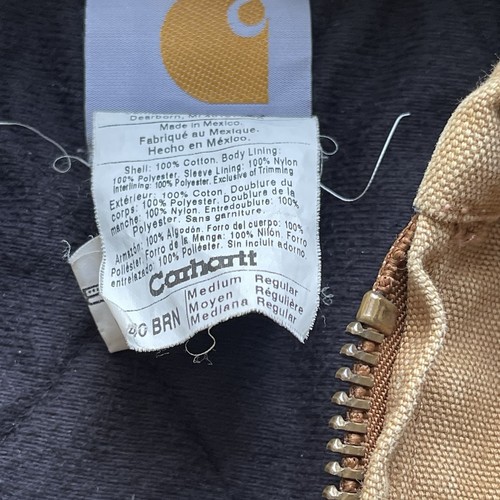 Dearborn,
Made in Mexico.
Fabriqué au Mexique.
Hecho en México.
Shell: 100% Cotton. Body Lining:
100% Polyester. Sleeve Lining: 100% Nylon
Interlining: 100% Polyester, Exclusive of Trimming
Extérieur: 100% Coton. Doublure du
corps: 100% Polyester. Doublure de la
manche: 100% Nylon. Entredoublure: 100%
Polyester. Sans garniture.
Armazón: 100% Algodón. Forro del cuerpo: 100%
Poliéster. Forro de la Manga: 100% Nilón. Forro
entrelazado: 100% Poliéster. Sin incluir adorno
Carhartt
Medium Regular
Moyen Régulière
Mediana Regular
BRN